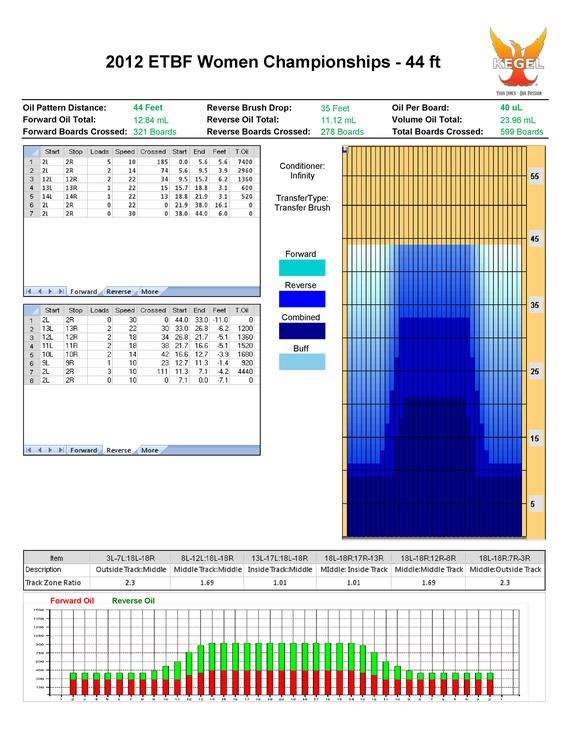 2012 ETBF Women Championships - 44 ft
KEGEL
Oil Pattern Distance: 44 Feet Reverse Brush Drop: 35 Feet Oil Per Board: 40 uL
Forward Oil Total: 12.84 mL Reverse Oil Total: 11.12 mL Volume Oil Total: 23.96 mL
Forward Boards Crossed: 321 Boards Reverse Boards Crossed: 278 Boards Total Boards Crossed: 599 Boards
Start Stop Loads Speed Crossed Start End Feet T.Oil
1 2L 2R 5 10 185 0.0 5.6 5.6 7400
2 2L 2R 2 14 74 5.6 9.5 3.9 2960
3 12L 12R 2 22 34 9.5 15.7 6.2 1360
4 13L 13R 1 22 15 15.7 18.8 3.1 600
5 14L 14R 1 22 13 18.8 21.9 3.1 520
6 2L 2R 0 22 0 21.9 38.0 16.1 0
7 2L 2R 0 30 0 38.0 44.0 6.0 0
Forward Reverse More
Start Stop Loads Speed Crossed Start End Feet T.Oil
1 2L 2R 0 30 0 44.0 33.0 -11.0 0
2 13L 13R 2 22 30 33.0 26.8 -6.2 1200
3 12L 12R 2 18 34 26.8 21.7 -5.1 1360
4 11L 11R 2 18 38 21.7 16.6 -5.1 1520
5 10L 10R 2 14 42 16.6 12.7 -3.9 1680
6 9L 9R 1 10 23 12.7 11.3 -1.4 920
7 2L 2R 3 10 111 11.3 7.1 -4.2 4440
8 2L 2R 0 10 0 7.1 0.0 -7.1 0
Forward Reverse More
Conditioner:
Infinity
TransferType:
Transfer Brush
Forward
Reverse
Combined
Buff
55
45
35
25
15
5
Item 3L-7L:18L-18R 8L-12L:18L-18R 13L-17L:18L-18R 18L-18R:17R-13R 18L-18R:12R-8R 18L-18R:7R-3R
Description Outside Track:Middle Middle Track:Middle Inside Track:Middle MIddle: Inside Track Middle:Middle Track Middle:Outside Track
Track Zone Ratio 2.3 1.69 1.01 1.01 1.69 2.3
Forward Oil Reverse Oil